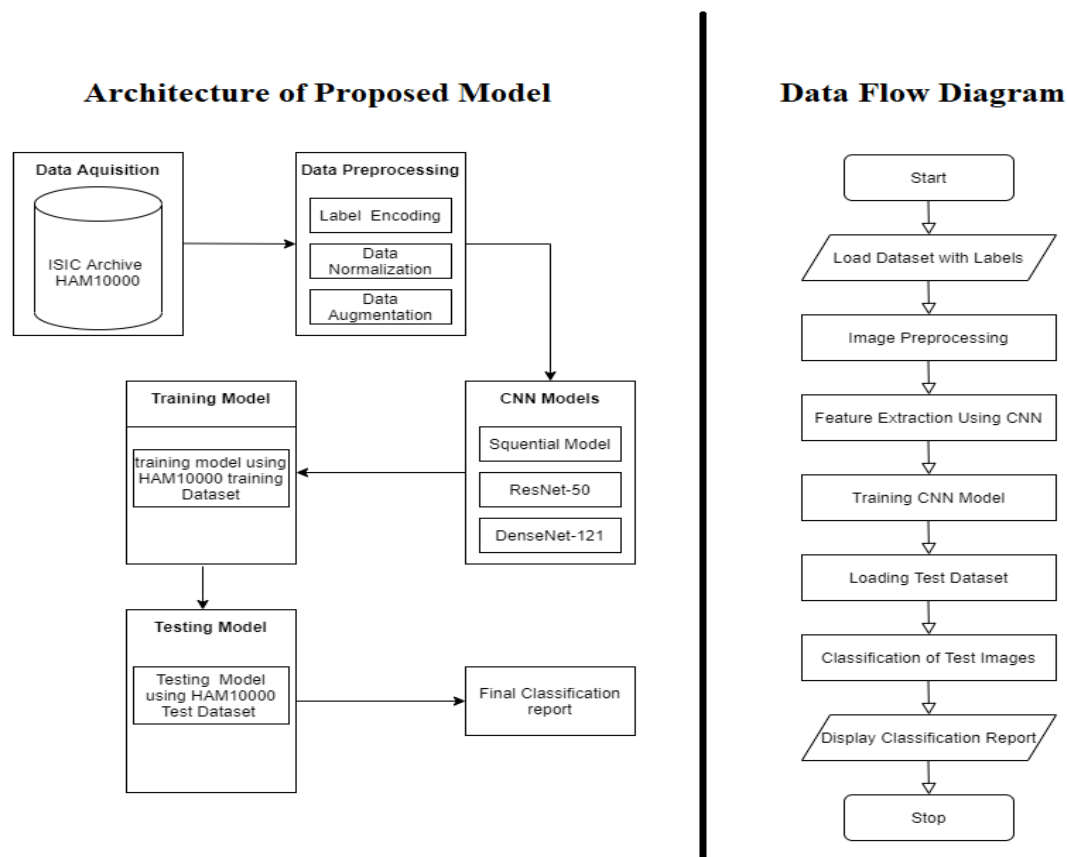 Architecture of Proposed Model
Data Aquisition
ISIC Archive
HAM10000
Data Preprocessing
Label Encoding
Data
Normalization
Data
Augmentation
CNN Models
Squential Model
ResNet-50
DenseNet-121
Training Model
training model using
HAM10000 training
Dataset
Testing Model
Testing Model
using HAM10000
Test Dataset
Final Classification
report
Data Flow Diagram
Start
Load Dataset with Labels
Image Preprocessing
Feature Extraction Using CNN
Training CNN Model
Loading Test Dataset
Classification of Test Images
Display Classification Report
Stop